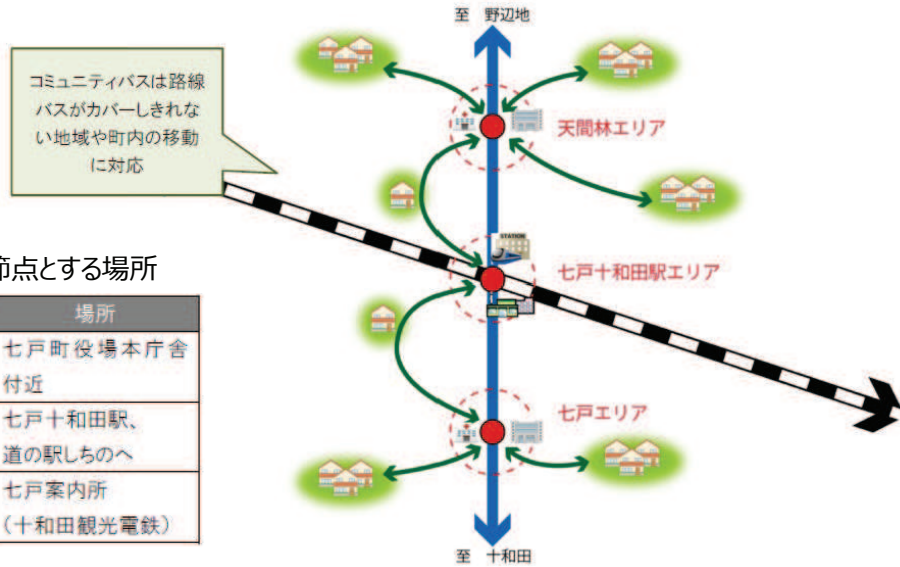 至　野辺地
コミュニティバスは路線
バスがカバーしきれな
い地域や町内の移動
に対応
天間林エリア
STATION
七戸十和田駅エリア
節点とする場所
場所
七戸町役場本庁舎
付近
七戸十和田駅、
道の駅しちのへ
七戸案内所
（十和田観光電鉄）
七戸エリア
至　十和田